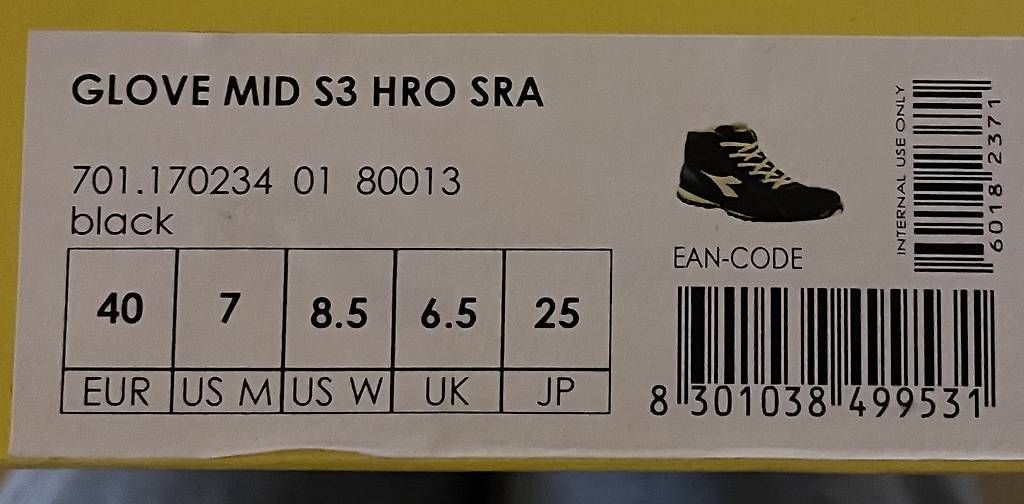 GLOVE MID S3 HRO SRA
701.170234 01 80013
black
40 7 8.5 6.5 25
EUR US M US W UK JP
EAN-CODE
8 301038 499531
INTERNAL USE ONLY
6018 2371